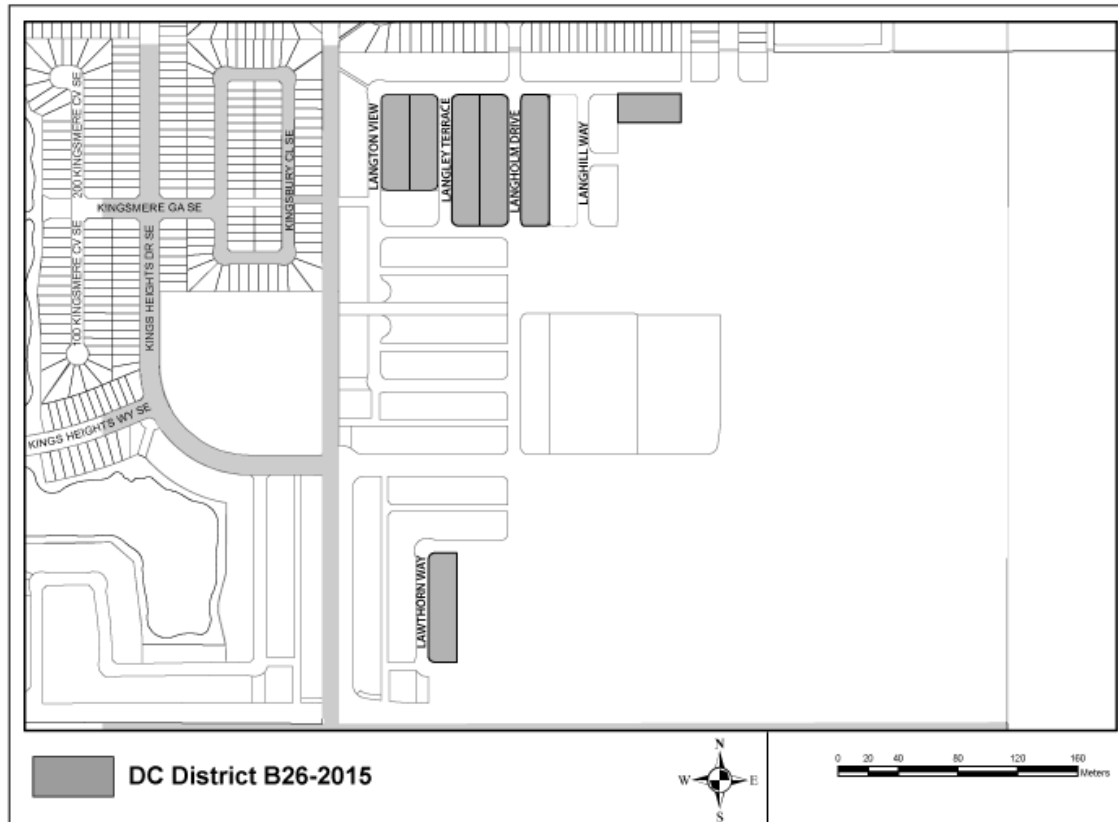 200 KINGSMERE CV SE
KINGSMERE GA SE
KINGSBURY CL SE
100 KINGSMERE CV SE
KINGS HEIGHTS DR SE
KINGS HEIGHTS WY SE
LANGTON VIEW
LANGLEY TERRACE
LANGHOLM DRIVE
LANGHILL WAY
LAWTHORN WAY
DC District B26-2015
N
W E
S
0 20 40 80 120 160
Meters